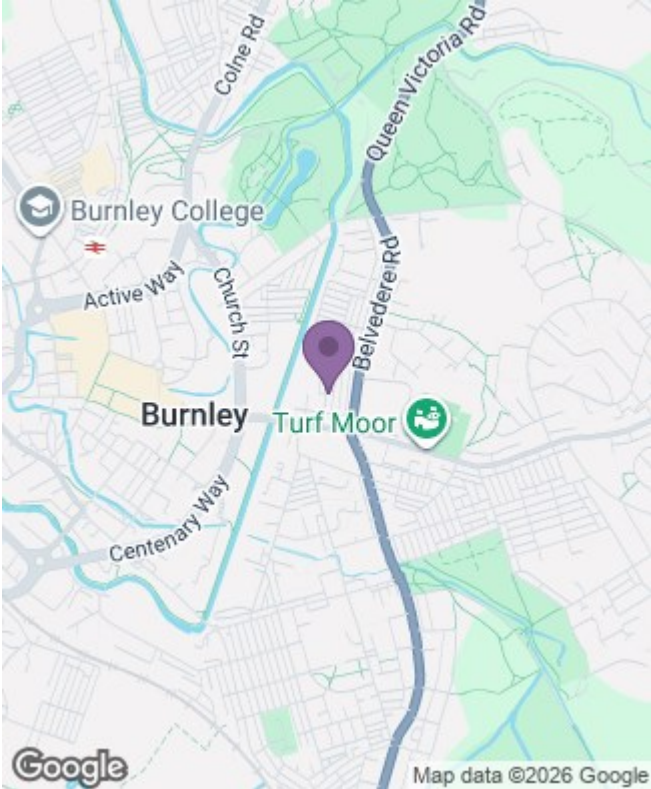 Colne Rd
Queen Victoria Rd
Burnley College
Active Way
Church St
Belvedere Rd
Burnley
Turf Moor
Centenary Way
Google
Map data ©2026 Google